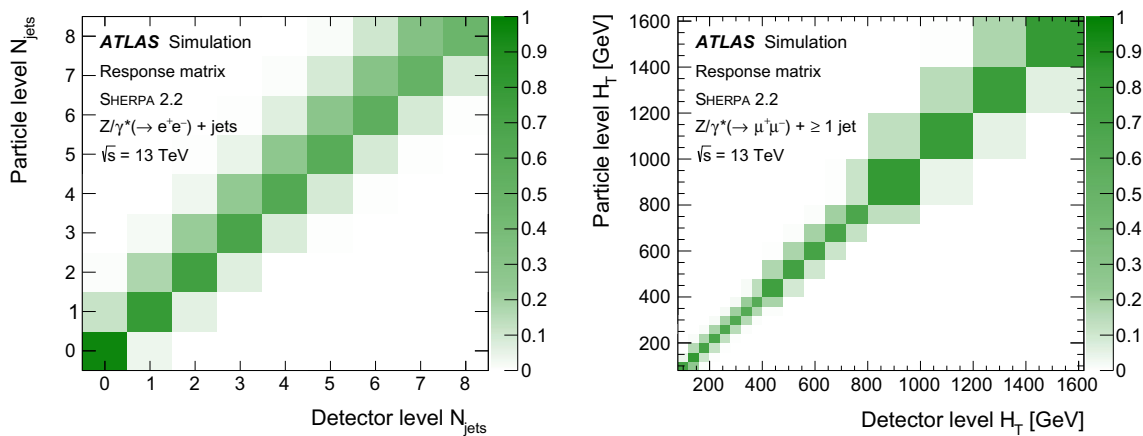 Particle level N_jets
8
7
6
5
4
3
2
1
0
ATLAS Simulation
Response matrix
SHERPA 2.2
Z/γ*(→ e⁺e⁻) + jets
√s = 13 TeV
0 1 2 3 4 5 6 7 8
Detector level N_jets
1
0.9
0.8
0.7
0.6
0.5
0.4
0.3
0.2
0.1
0
Particle level H_T [GeV]
1600
1400
1200
1000
800
600
400
200
ATLAS Simulation
Response matrix
SHERPA 2.2
Z/γ*(→ μ⁺μ⁻) + ≥ 1 jet
√s = 13 TeV
200 400 600 800 1000 1200 1400 1600
Detector level H_T [GeV]
1
0.9
0.8
0.7
0.6
0.5
0.4
0.3
0.2
0.1
0